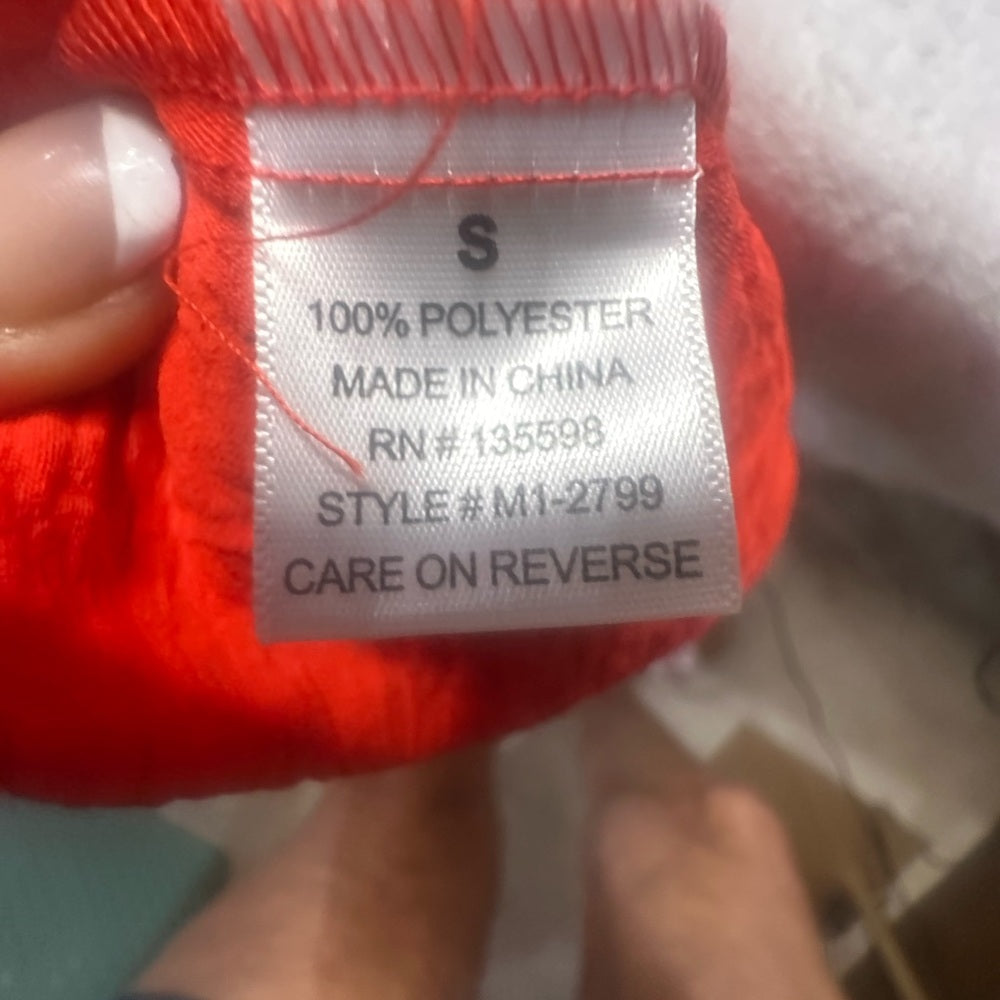 S
100% POLYESTER
MADE IN CHINA
RN # 135598
STYLE # M1-2799
CARE ON REVERSE